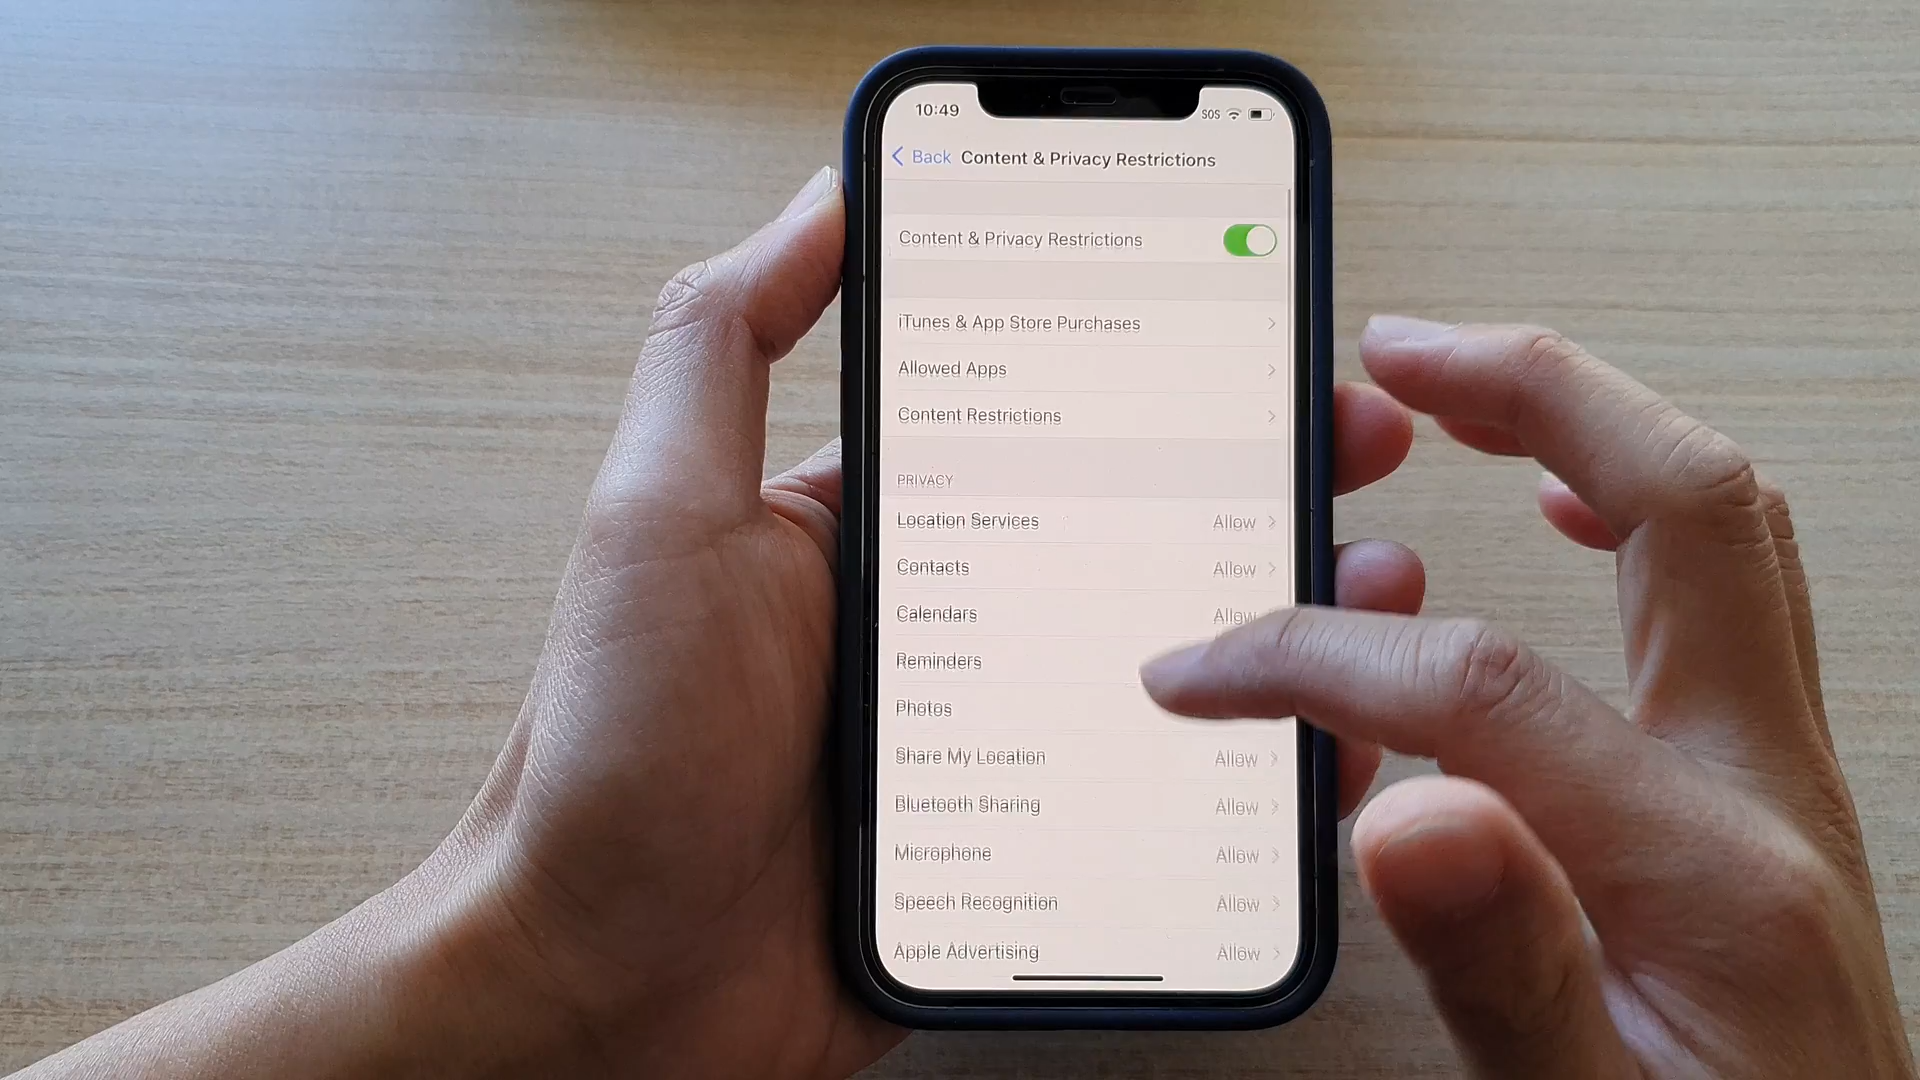 10:49 SOS
Back Content & Privacy Restrictions
Content & Privacy Restrictions
iTunes & App Store Purchases
Allowed Apps
Content Restrictions
PRIVACY
Location Services Allow
Contacts Allow
Calendars Allow
Reminders
Photos
Share My Location Allow
Bluetooth Sharing Allow
Microphone Allow
Speech Recognition Allow
Apple Advertising Allow